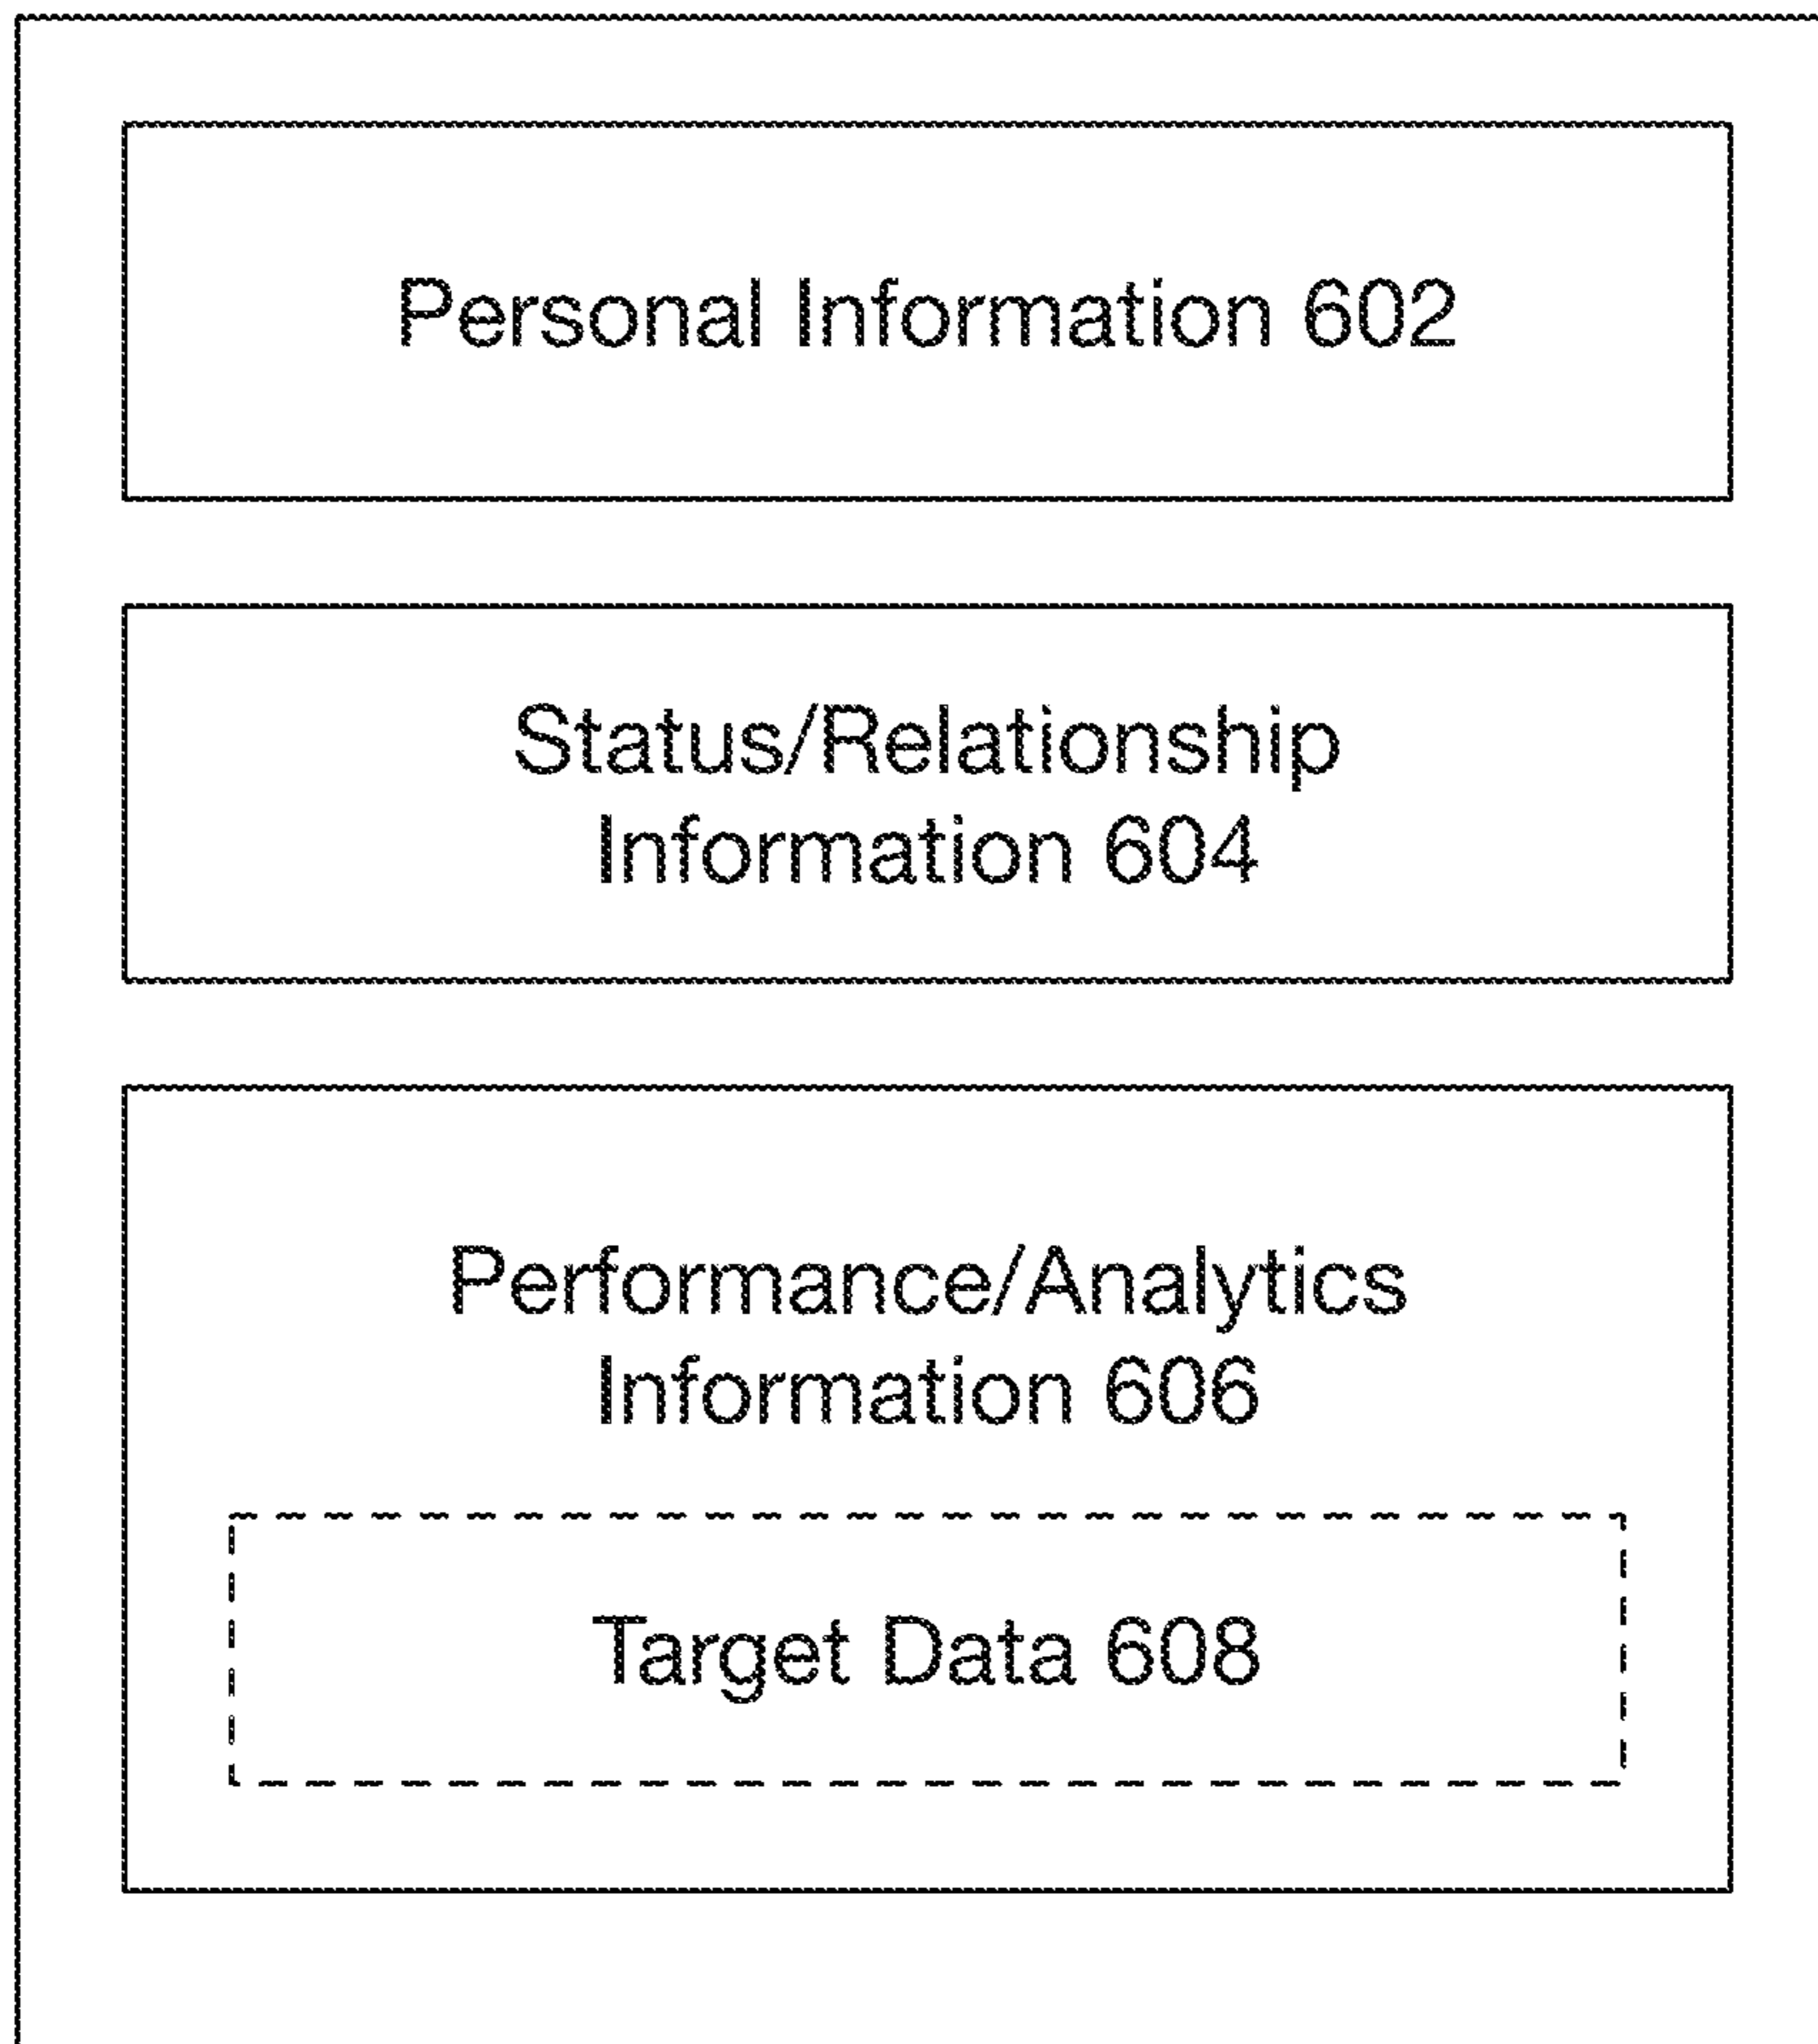 Personal Information 602
Status/Relationship
Information 604
Performance/Analytics
Information 606
Target Data 608